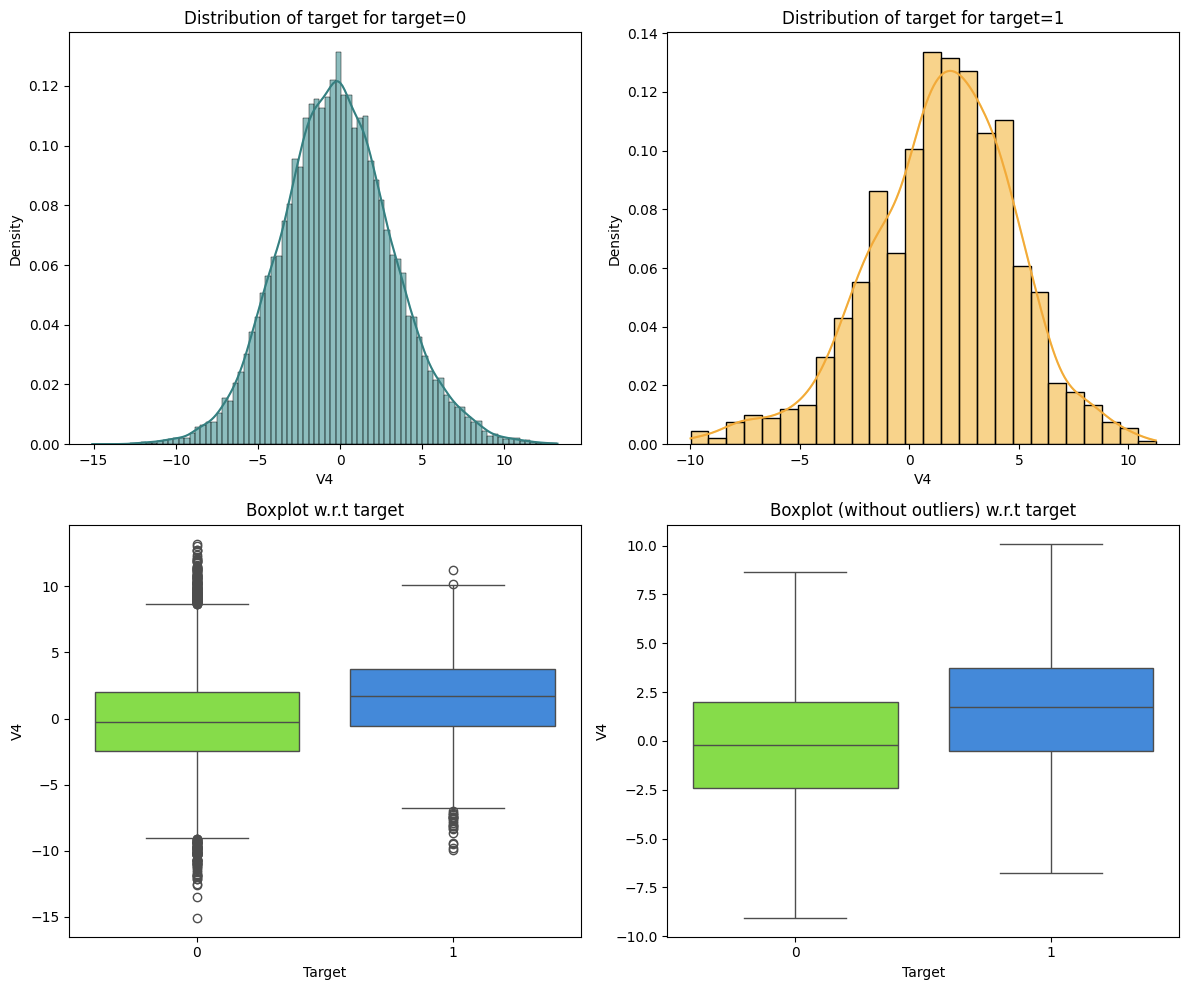 Distribution of target for target=0
Density
0.12
0.10
0.08
0.06
0.04
0.02
0.00
−15 −10 −5 0 5 10
V4
Distribution of target for target=1
Density
0.14
0.12
0.10
0.08
0.06
0.04
0.02
0.00
−10 −5 0 5 10
V4
Boxplot w.r.t target
V4
10
5
0
−5
−10
−15
0 1
Target
Boxplot (without outliers) w.r.t target
V4
10.0
7.5
5.0
2.5
0.0
−2.5
−5.0
−7.5
−10.0
0 1
Target